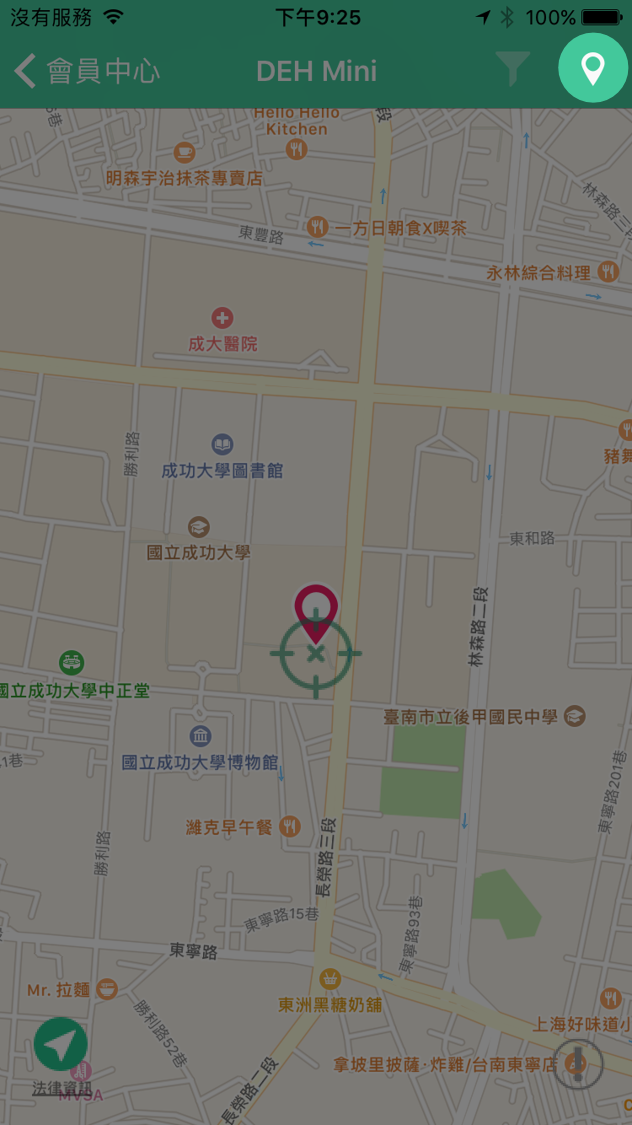 沒有服務
下午9:25
100%
會員中心
DEH Mini
Hello Hello
Kitchen
明森宇治抹茶專賣店
林森路三段
東豐路
一方日朝食X喫茶
永林綜合料理
成大醫院
勝利路
成功大學圖書館
豬舞
國立成功大學
東和路
林森路二段
國立成功大學中正堂
臺南市立後甲國民中學
國立成功大學博物館
東寧路201巷
濰克早午餐
長榮路三段
勝利路
東寧路15巷
東寧路93巷
東寧路
Mr. 拉麵
東洲黑糖奶舖
勝利路52巷
上海好味道小
拿坡里披薩·炸雞/台南東寧店
法律資訊
MVSA
長榮路二段